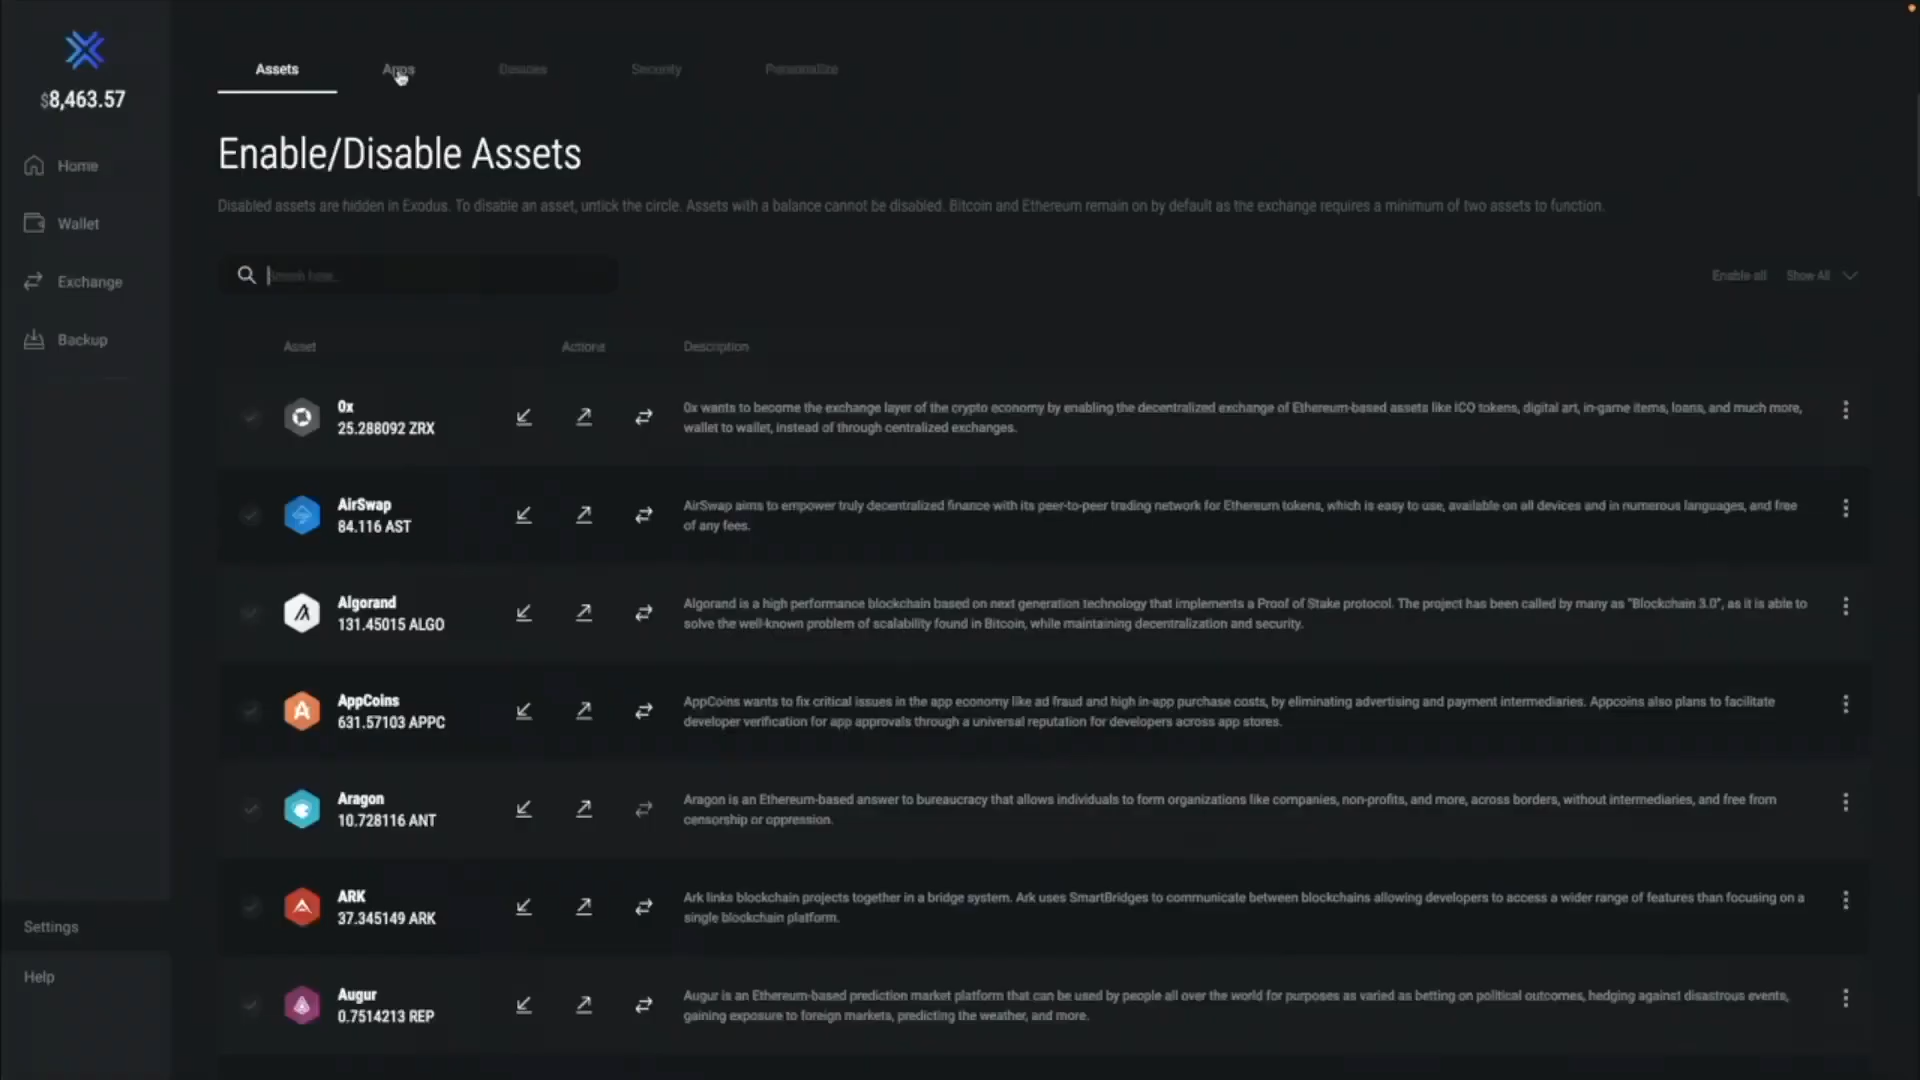 $8,463.57
Home
Wallet
Exchange
Backup
Settings
Help
Assets Apps Devices Security Personalize
Enable/Disable Assets
Disabled assets are hidden in Exodus. To disable an asset, untick the circle. Assets with a balance cannot be disabled. Bitcoin and Ethereum remain on by default as the exchange requires a minimum of two assets to function.
Search here...
Enable all Show All
Asset Actions Description
0x
25.288092 ZRX
0x wants to become the exchange layer of the crypto economy by enabling the decentralized exchange of Ethereum-based assets like ICO tokens, digital art, in-game items, loans, and much more,
wallet to wallet, instead of through centralized exchanges.
AirSwap
84.116 AST
AirSwap aims to empower truly decentralized finance with its peer-to-peer trading network for Ethereum tokens, which is easy to use, available on all devices and in numerous languages, and free
of any fees.
Algorand
131.45015 ALGO
Algorand is a high performance blockchain based on next generation technology that implements a Proof of Stake protocol. The project has been called by many as "Blockchain 3.0", as it is able to
solve the well-known problem of scalability found in Bitcoin, while maintaining decentralization and security.
AppCoins
631.57103 APPC
AppCoins wants to fix critical issues in the app economy like ad fraud and high in-app purchase costs, by eliminating advertising and payment intermediaries. Appcoins also plans to facilitate
developer verification for app approvals through a universal reputation for developers across app stores.
Aragon
10.728116 ANT
Aragon is an Ethereum-based answer to bureaucracy that allows individuals to form organizations like companies, non-profits, and more, across borders, without intermediaries, and free from
censorship or oppression.
ARK
37.345149 ARK
Ark links blockchain projects together in a bridge system. Ark uses SmartBridges to communicate between blockchains allowing developers to access a wider range of features than focusing on a
single blockchain platform.
Augur
0.7514213 REP
Augur is an Ethereum-based prediction market platform that can be used by people all over the world for purposes as varied as betting on political outcomes, hedging against disastrous events,
gaining exposure to foreign markets, predicting the weather, and more.